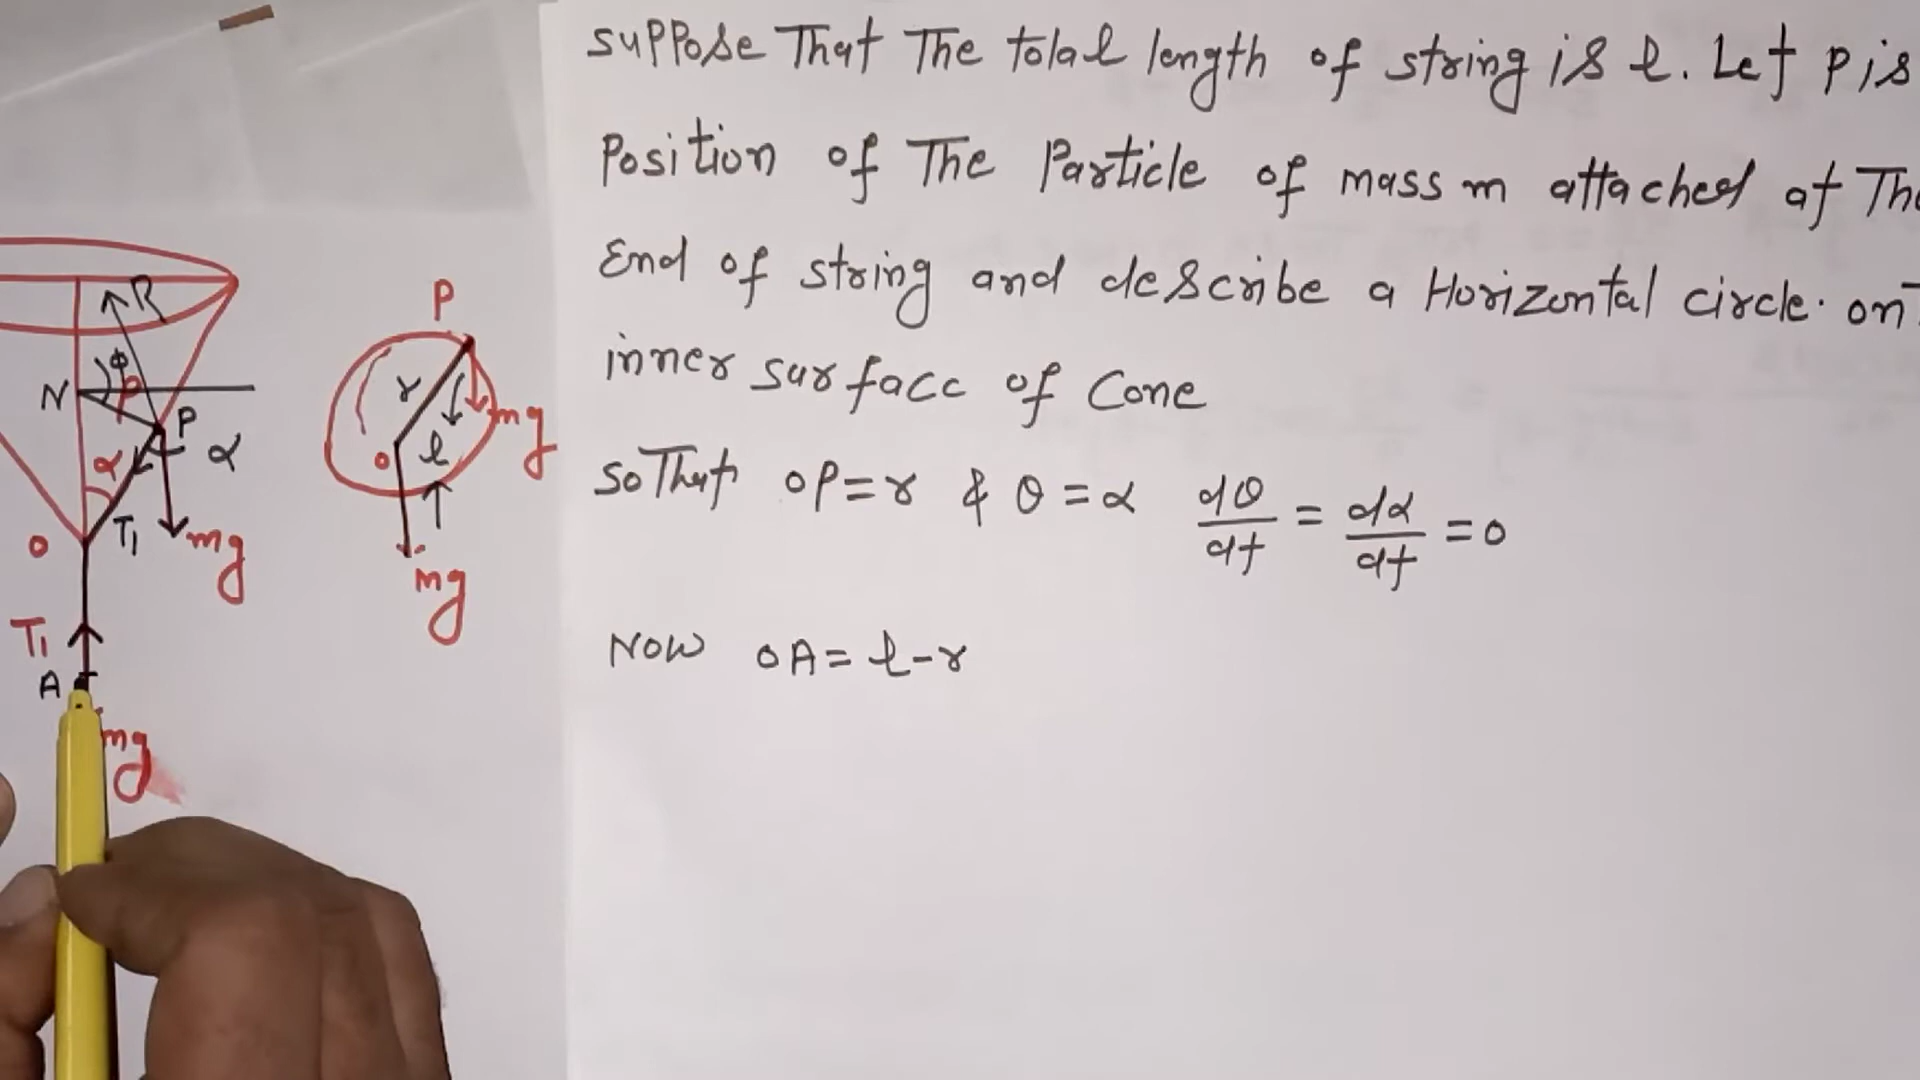 Suppose That The total length of string is l. Let P is
Position of The Particle of mass m attached at The
End of string and describe a Horizontal circle. on
inner surface of Cone
So That OP=r & θ=α dθ/dt = dα/dt =0
NOW OA= l-r
R
ϕ
N
P
α
α
O
T₁
mg
T₁
A
mg
P
r
mg
l
O
mg